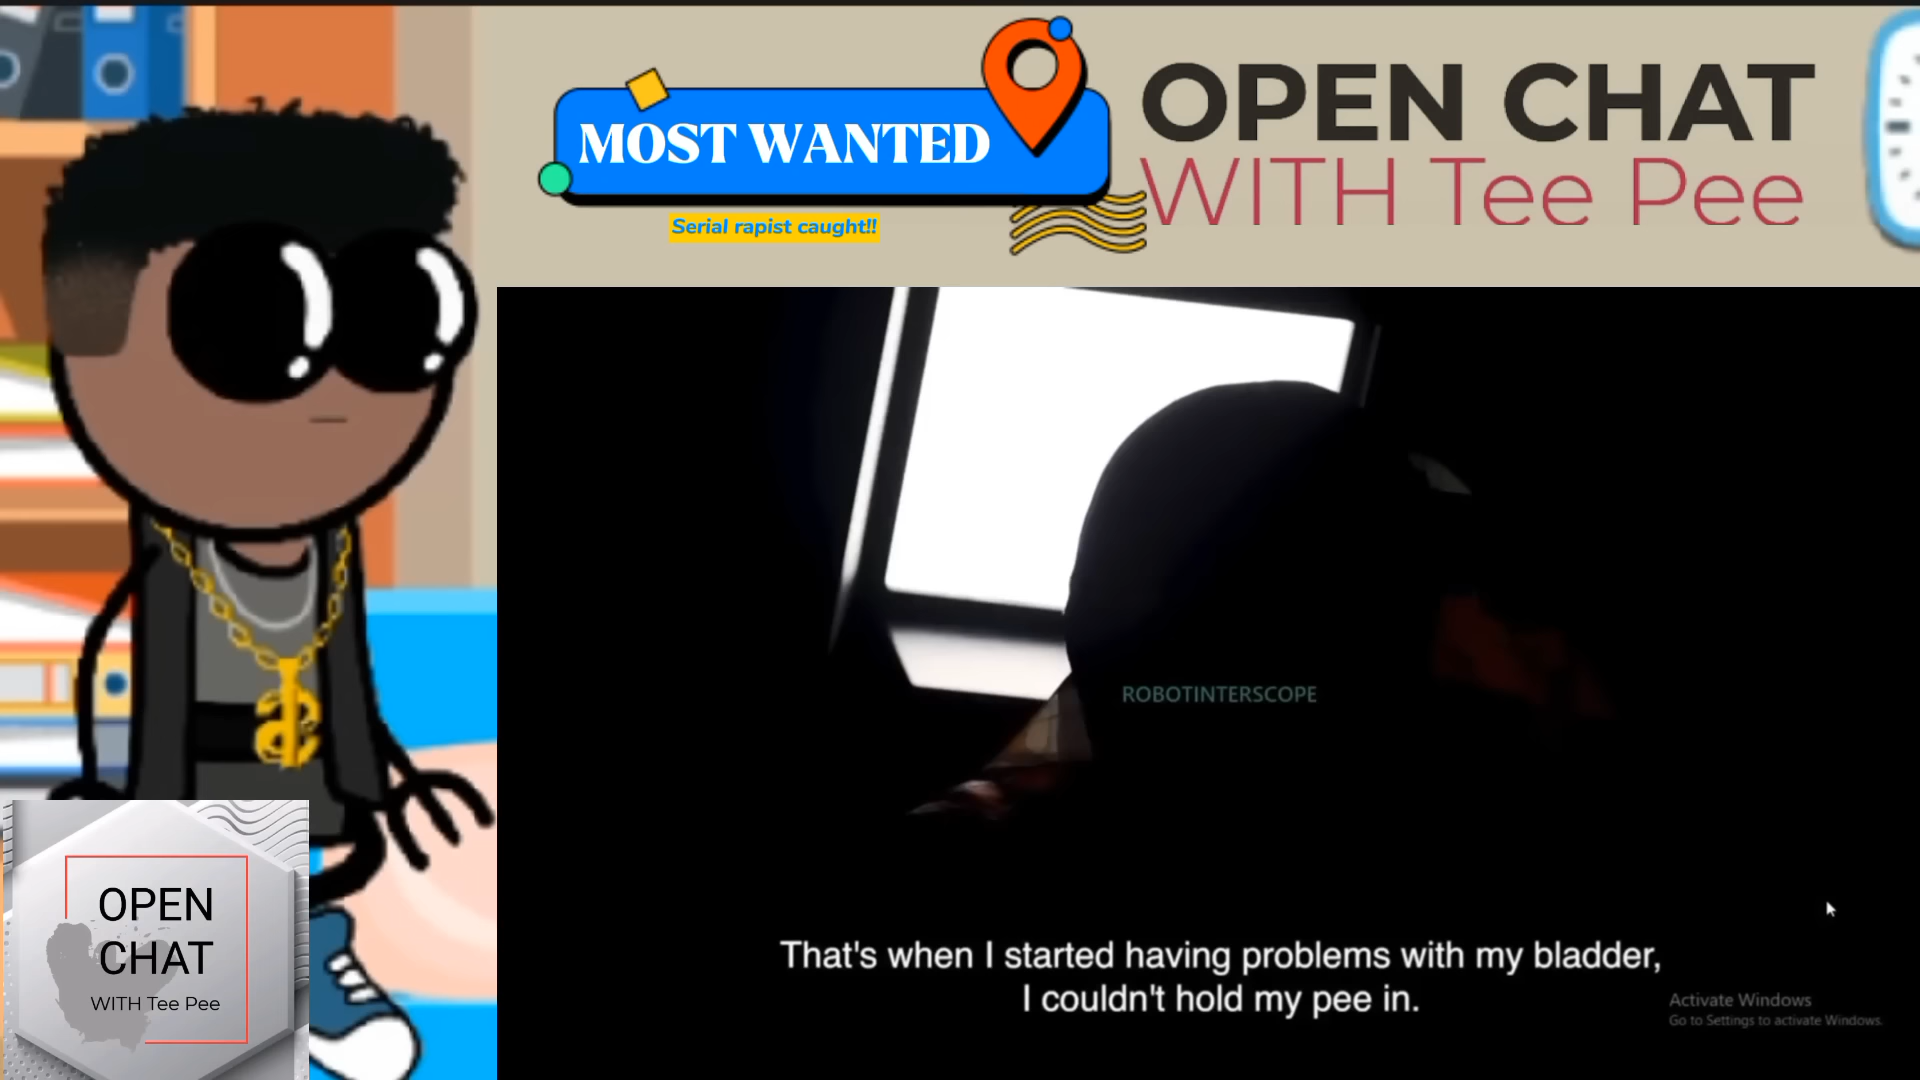 MOST WANTED
Serial rapist caught!!
OPEN CHAT
WITH Tee Pee
ROBOTINTERSCOPE
That's when I started having problems with my bladder,
I couldn't hold my pee in.
Activate Windows
Go to Settings to activate Windows.
OPEN
CHAT
WITH Tee Pee